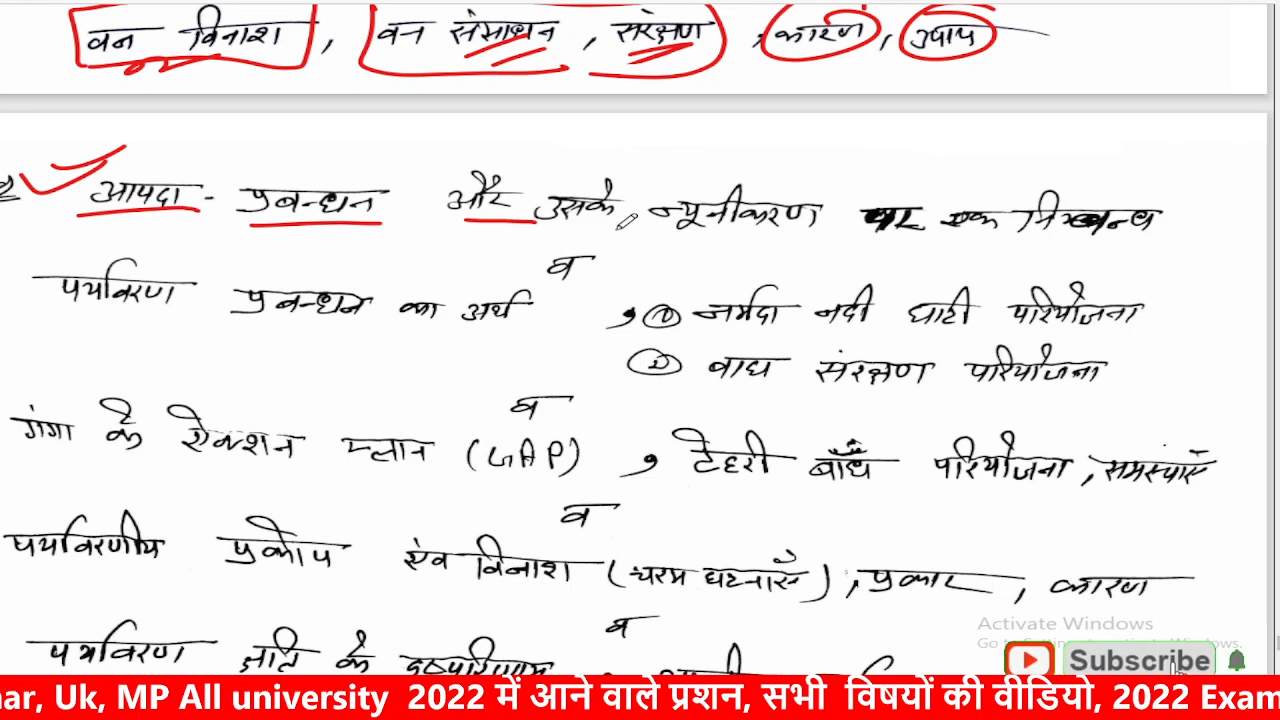 वन विनाश, वन संसाधन, संरक्षण, कारण, उपाय
आपदा - प्रबन्धन और उसके न्यूनीकरण पर एक निबन्ध
व
पर्यावरण प्रबन्धन का अर्थ, ① नर्मदा नदी घाटी परियोजना
② बाघ संरक्षण परियोजना
व
गंगा के ऐक्शन प्लान (GAP), टेहरी बाँध परियोजना, समस्याएँ
व
पर्यावरणीय प्रकोप एंव विनाश (चरम घटनाएँ), प्रकार, कारण
व
पर्यावरण क्षति के दुष्परिणाम
Activate Windows
Subscribe
nar, Uk, MP All university 2022 में आने वाले प्रशन, सभी विषयों की वीडियो, 2022 Exam